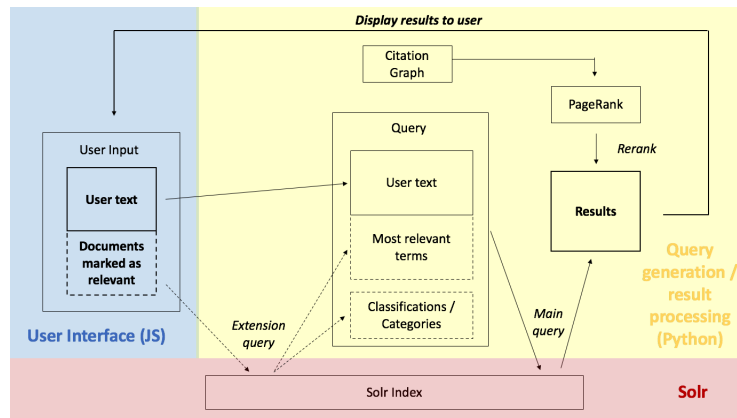 Display results to user
Citation
Graph
PageRank
Query
User Input
Rerank
User text
User text
Results
Documents
marked as
relevant
Most relevant
terms
Query
generation /
result
processing
(Python)
Classifications /
Categories
Extension
query
Main
query
User Interface (JS)
Solr Index
Solr